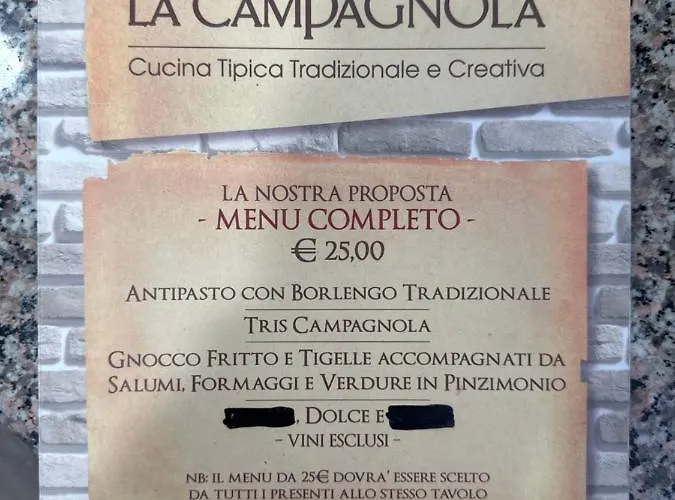 LA CAMPAGNOLA
Cucina Tipica Tradizionale e Creativa
LA NOSTRA PROPOSTA
- MENU COMPLETO -
€ 25,00
ANTIPASTO CON BORLENGO TRADIZIONALE
TRIS CAMPAGNOLA
GNOCCO FRITTO E TIGELLE ACCOMPAGNATI DA
SALUMI, FORMAGGI E VERDURE IN PINZIMONIO
, DOLCE E
- VINI ESCLUSI -
NB: IL MENU DA 25€ DOVRA' ESSERE SCELTO
DA TUTTI I PRESENTI ALLO STESSO TAVOLO